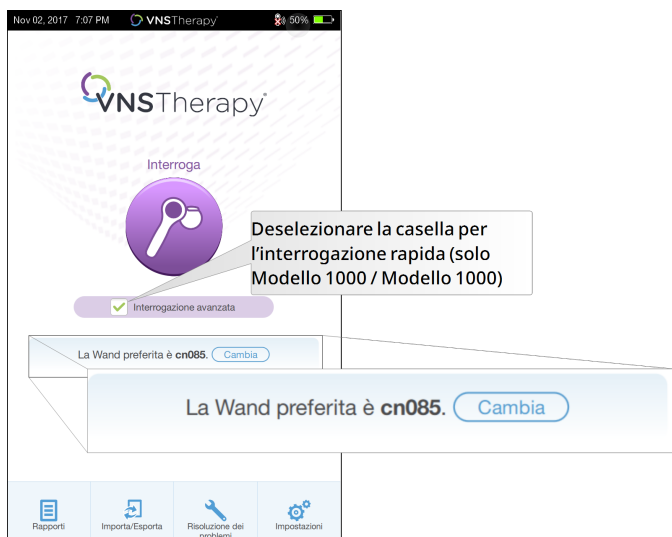 Nov 02, 2017 7:07 PM VNSTherapy 50%
VNSTherapy
Interroga
Deselezionare la casella per
l'interrogazione rapida (solo
Modello 1000 / Modello 1000)
Interrogazione avanzata
La Wand preferita è cn085. Cambia
La Wand preferita è cn085. Cambia
Rapporti
Importa/Esporta
Risoluzione dei
problemi
Impostazioni